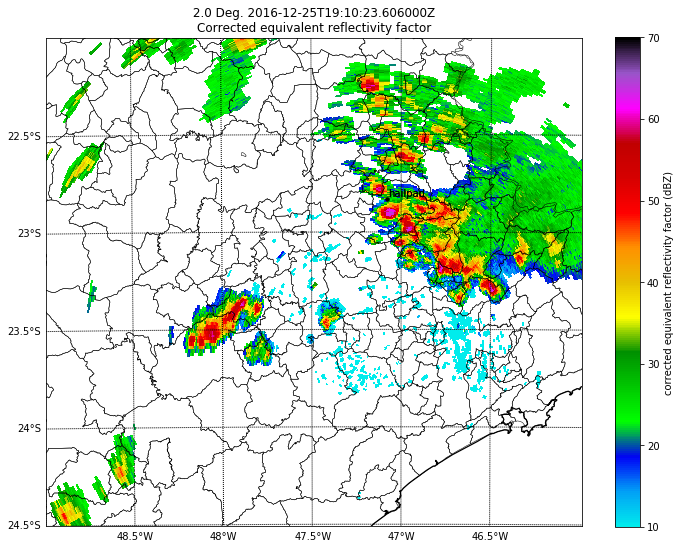 2.0 Deg. 2016-12-25T19:10:23.606000Z
Corrected equivalent reflectivity factor
22.5°S
23°S
23.5°S
24°S
24.5°S
48.5°W
48°W
47.5°W
47°W
46.5°W
70
60
50
40
30
20
10
corrected equivalent reflectivity factor (dBZ)